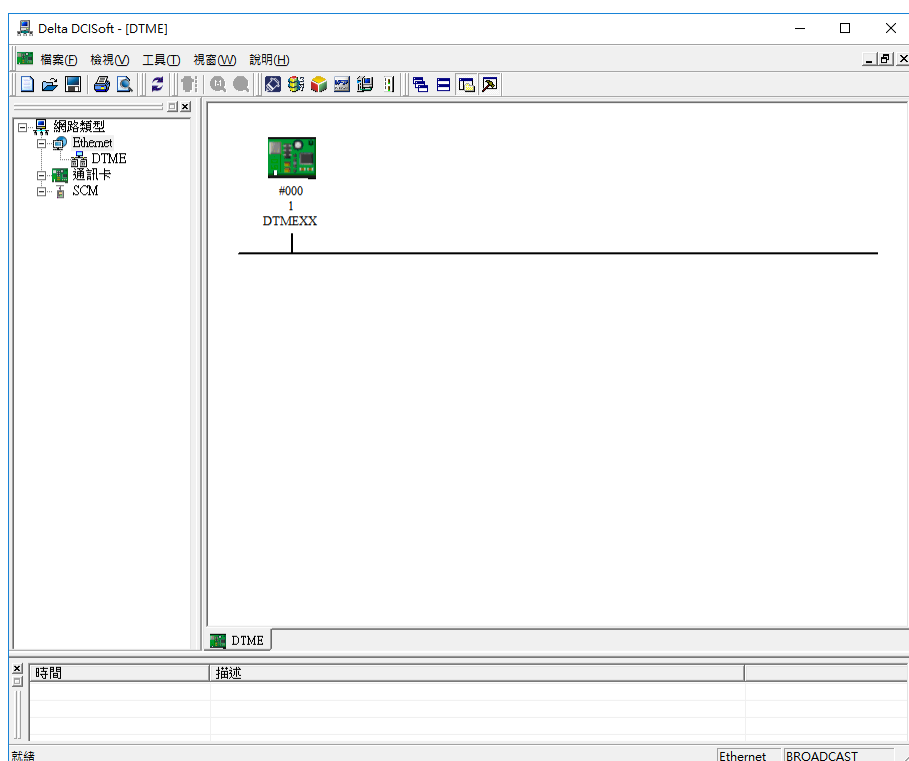 Delta DCISoft - [DTME]
檔案(F) 檢視(V) 工具(T) 視窗(W) 說明(H)
網路類型
Ethernet
DTME
通訊卡
SCM
#000
1
DTMEXX
DTME
時間 描述
就緒 Ethernet BROADCAST